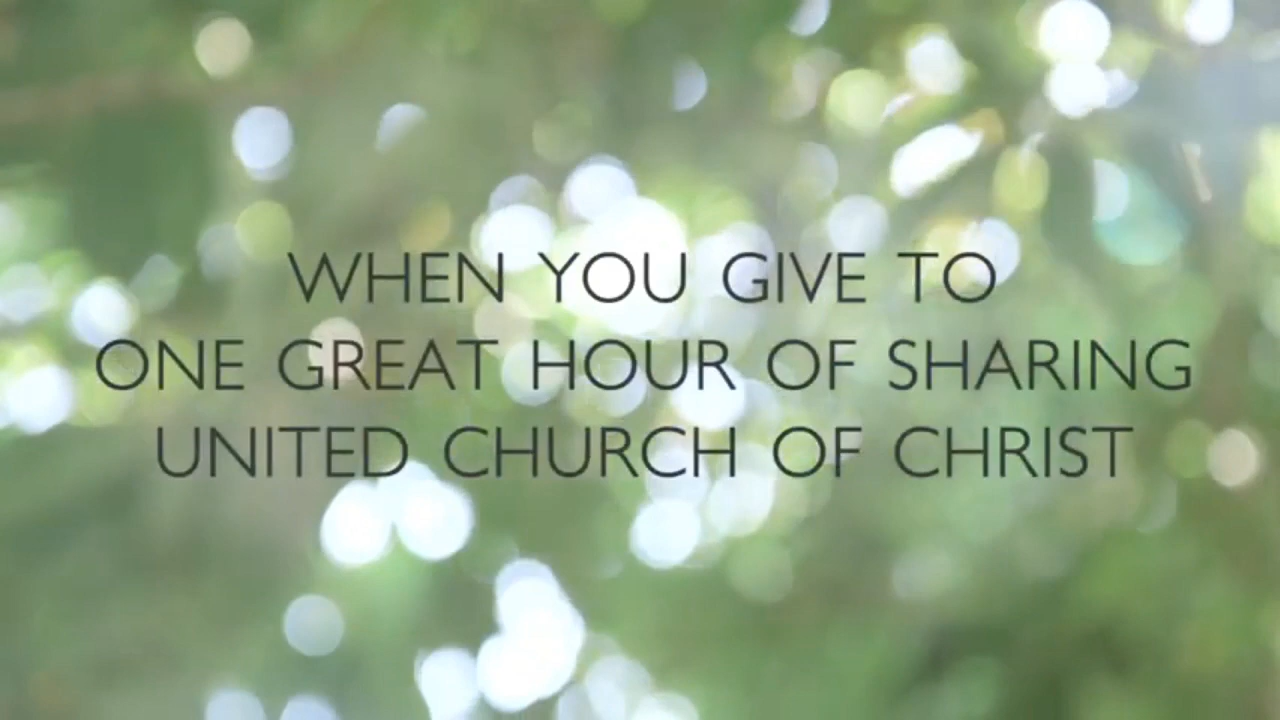 WHEN YOU GIVE TO
ONE GREAT HOUR OF SHARING
UNITED CHURCH OF CHRIST